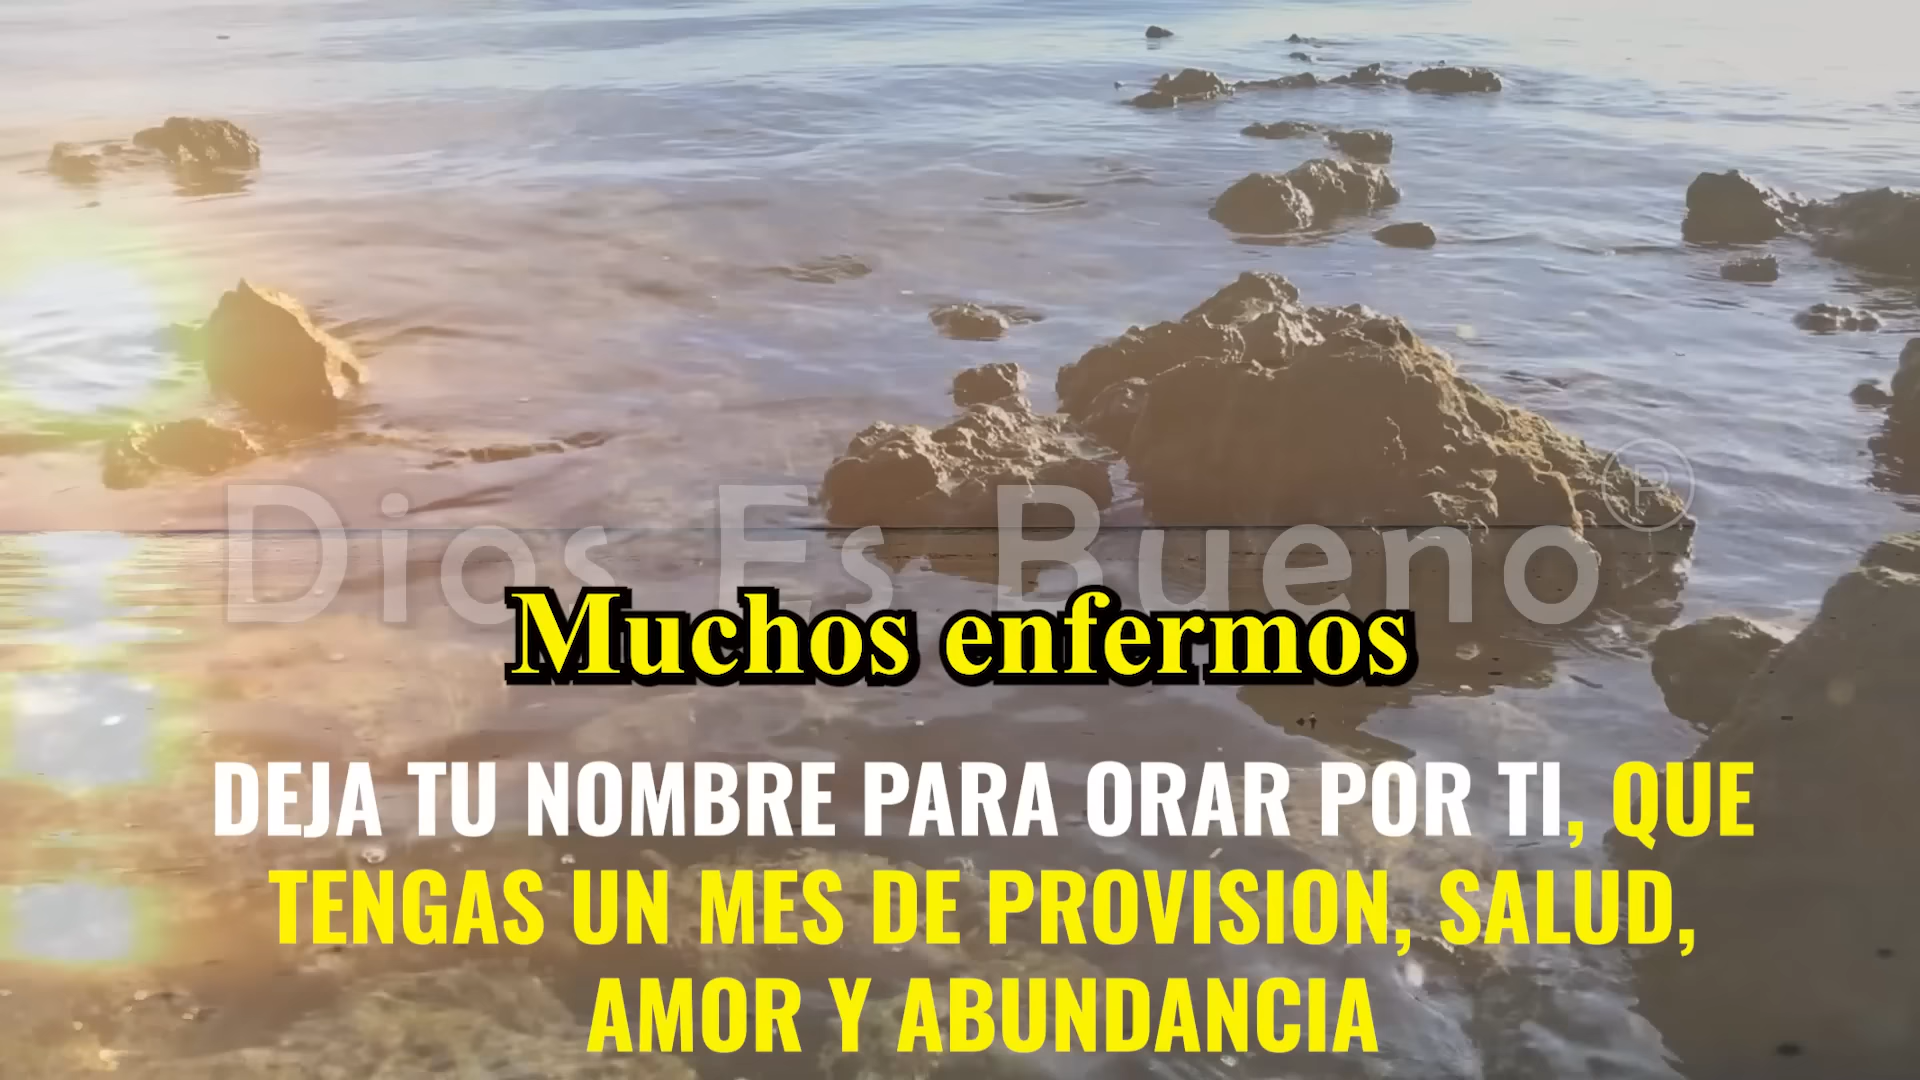 Dios Es Bueno ®
Muchos enfermos
DEJA TU NOMBRE PARA ORAR POR TI, QUE
TENGAS UN MES DE PROVISION, SALUD,
AMOR Y ABUNDANCIA